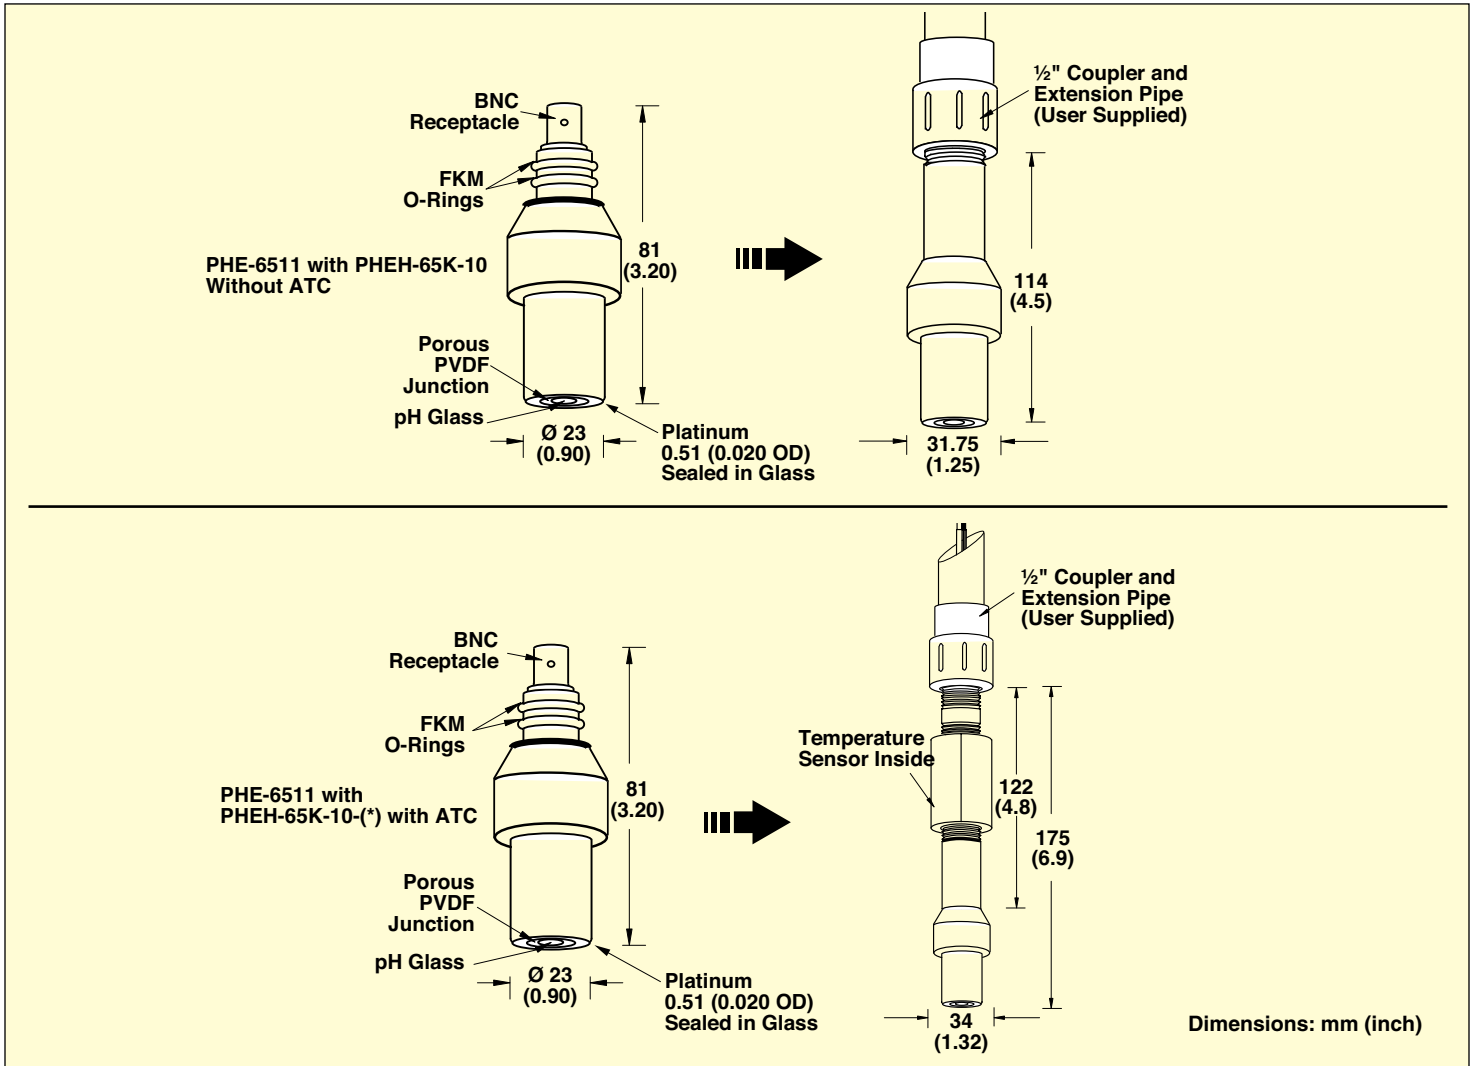 BNC
Receptacle
FKM
O-Rings
PHE-6511 with PHEH-65K-10
Without ATC
81
(3.20)
Porous
PVDF
Junction
pH Glass
Ø 23
(0.90)
Platinum
0.51 (0.020 OD)
Sealed in Glass
½" Coupler and
Extension Pipe
(User Supplied)
114
(4.5)
31.75
(1.25)
BNC
Receptacle
FKM
O-Rings
PHE-6511 with
PHEH-65K-10-(*) with ATC
81
(3.20)
Porous
PVDF
Junction
pH Glass
Ø 23
(0.90)
Platinum
0.51 (0.020 OD)
Sealed in Glass
½" Coupler and
Extension Pipe
(User Supplied)
Temperature
Sensor Inside
122
(4.8)
175
(6.9)
34
(1.32)
Dimensions: mm (inch)